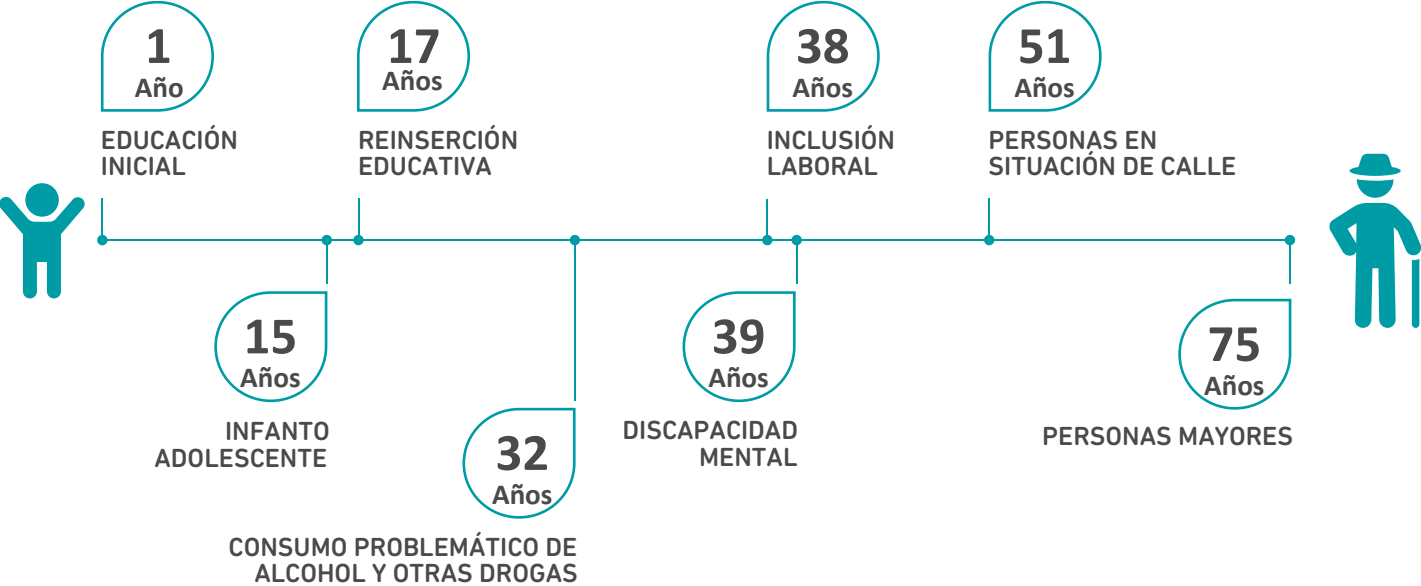 1
Año
EDUCACIÓN
INICIAL
17
Años
REINSERCIÓN
EDUCATIVA
38
Años
INCLUSIÓN
LABORAL
51
Años
PERSONAS EN
SITUACIÓN DE CALLE
15
Años
INFANTO
ADOLESCENTE
32
Años
CONSUMO PROBLEMÁTICO DE
ALCOHOL Y OTRAS DROGAS
39
Años
DISCAPACIDAD
MENTAL
75
Años
PERSONAS MAYORES